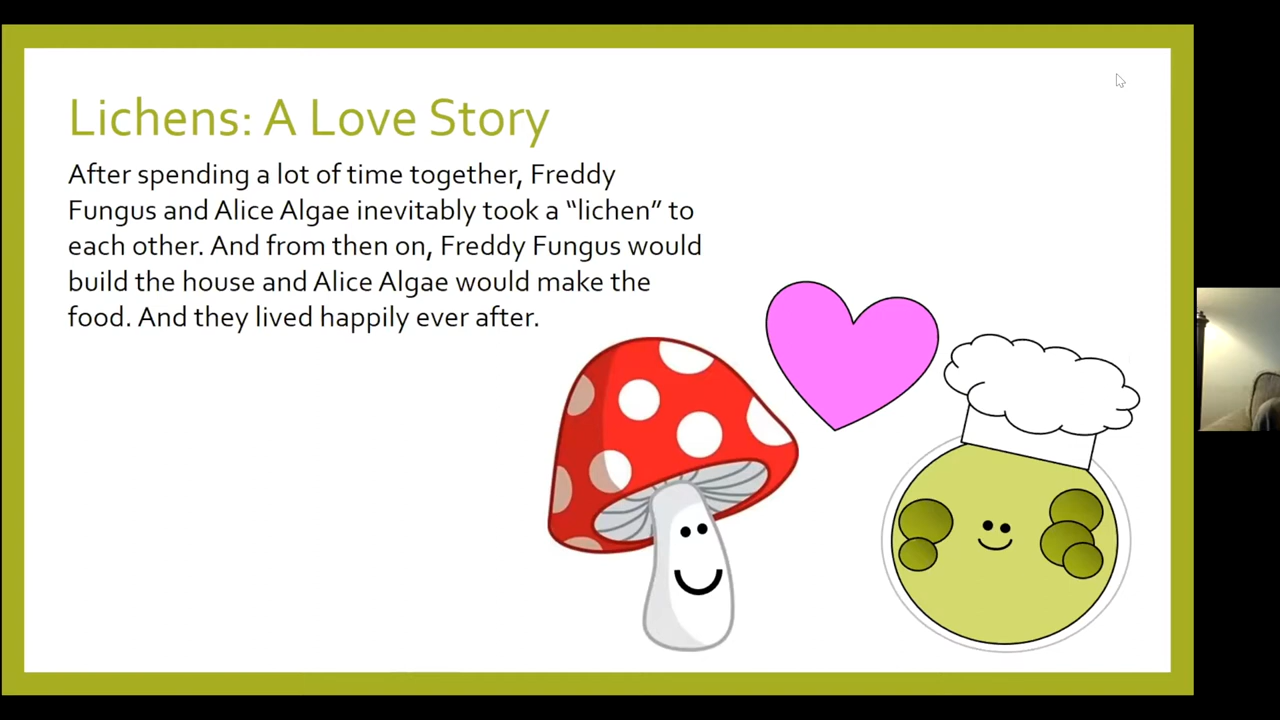 Lichens: A Love Story
After spending a lot of time together, Freddy
Fungus and Alice Algae inevitably took a “lichen” to
each other. And from then on, Freddy Fungus would
build the house and Alice Algae would make the
food. And they lived happily ever after.